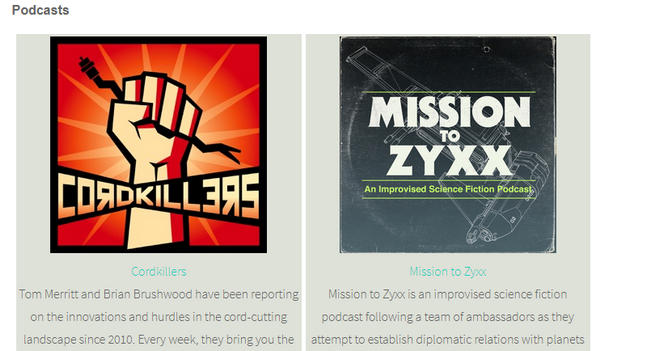 Podcasts
CORDKILLERS
MISSION
TO
ZYXX
An Improvised Science Fiction Podcast
Cordkillers
Tom Merritt and Brian Brushwood have been reporting
on the innovations and hurdles in the cord-cutting
landscape since 2010. Every week, they bring you the
Mission to Zyxx
Mission to Zyxx is an improvised science fiction
podcast following a team of ambassadors as they
attempt to establish diplomatic relations with planets